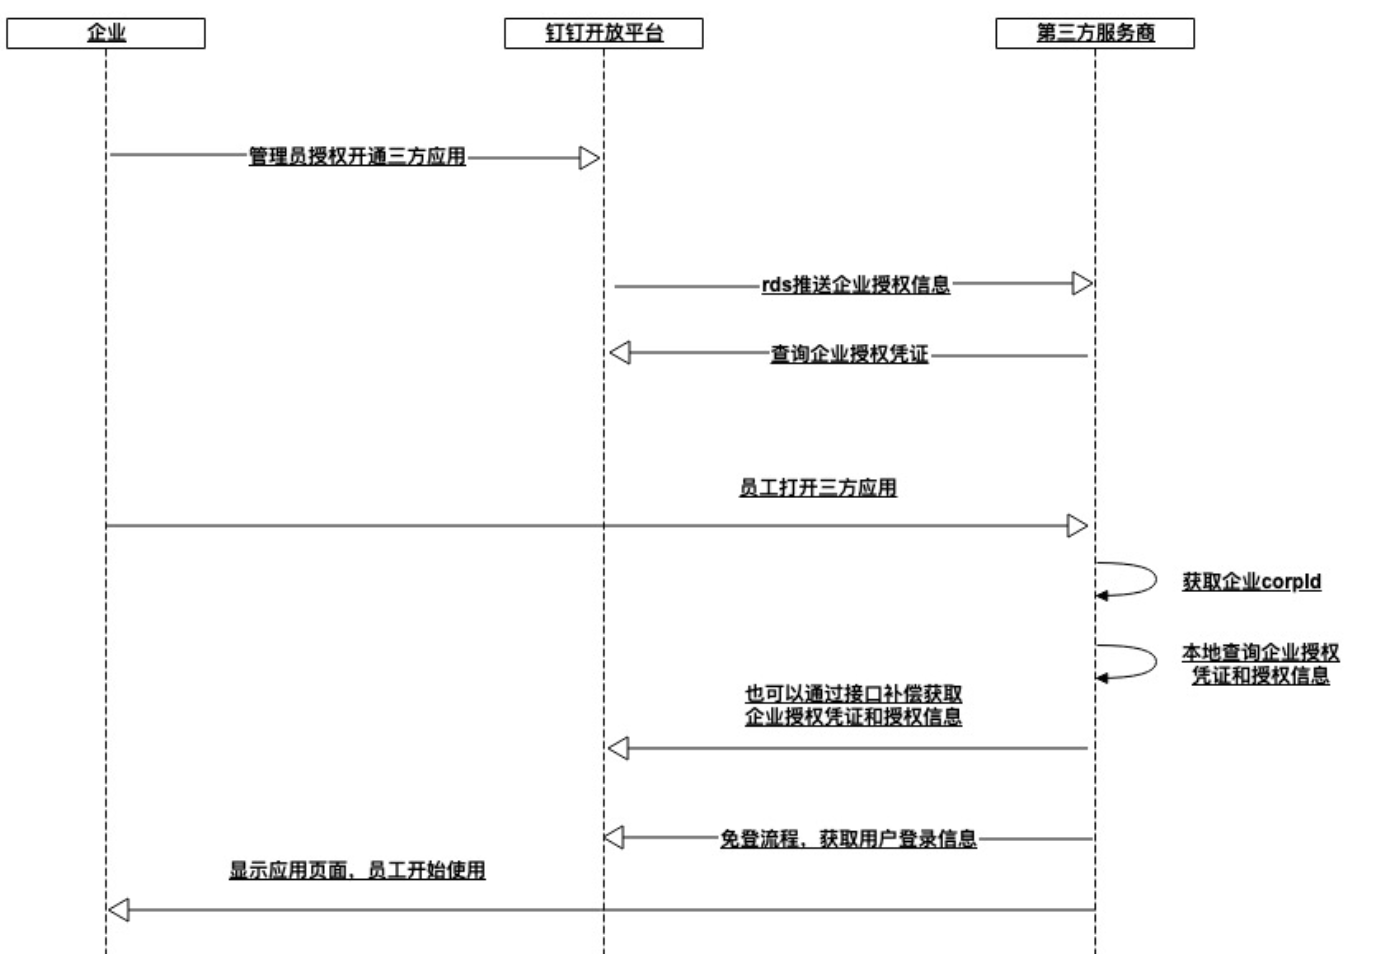 企业
钉钉开放平台
第三方服务商
管理员授权开通三方应用
rds推送企业授权信息
查询企业授权凭证
员工打开三方应用
获取企业corpId
本地查询企业授权
凭证和授权信息
也可以通过接口补偿获取
企业授权凭证和授权信息
免登流程，获取用户登录信息
显示应用页面，员工开始使用